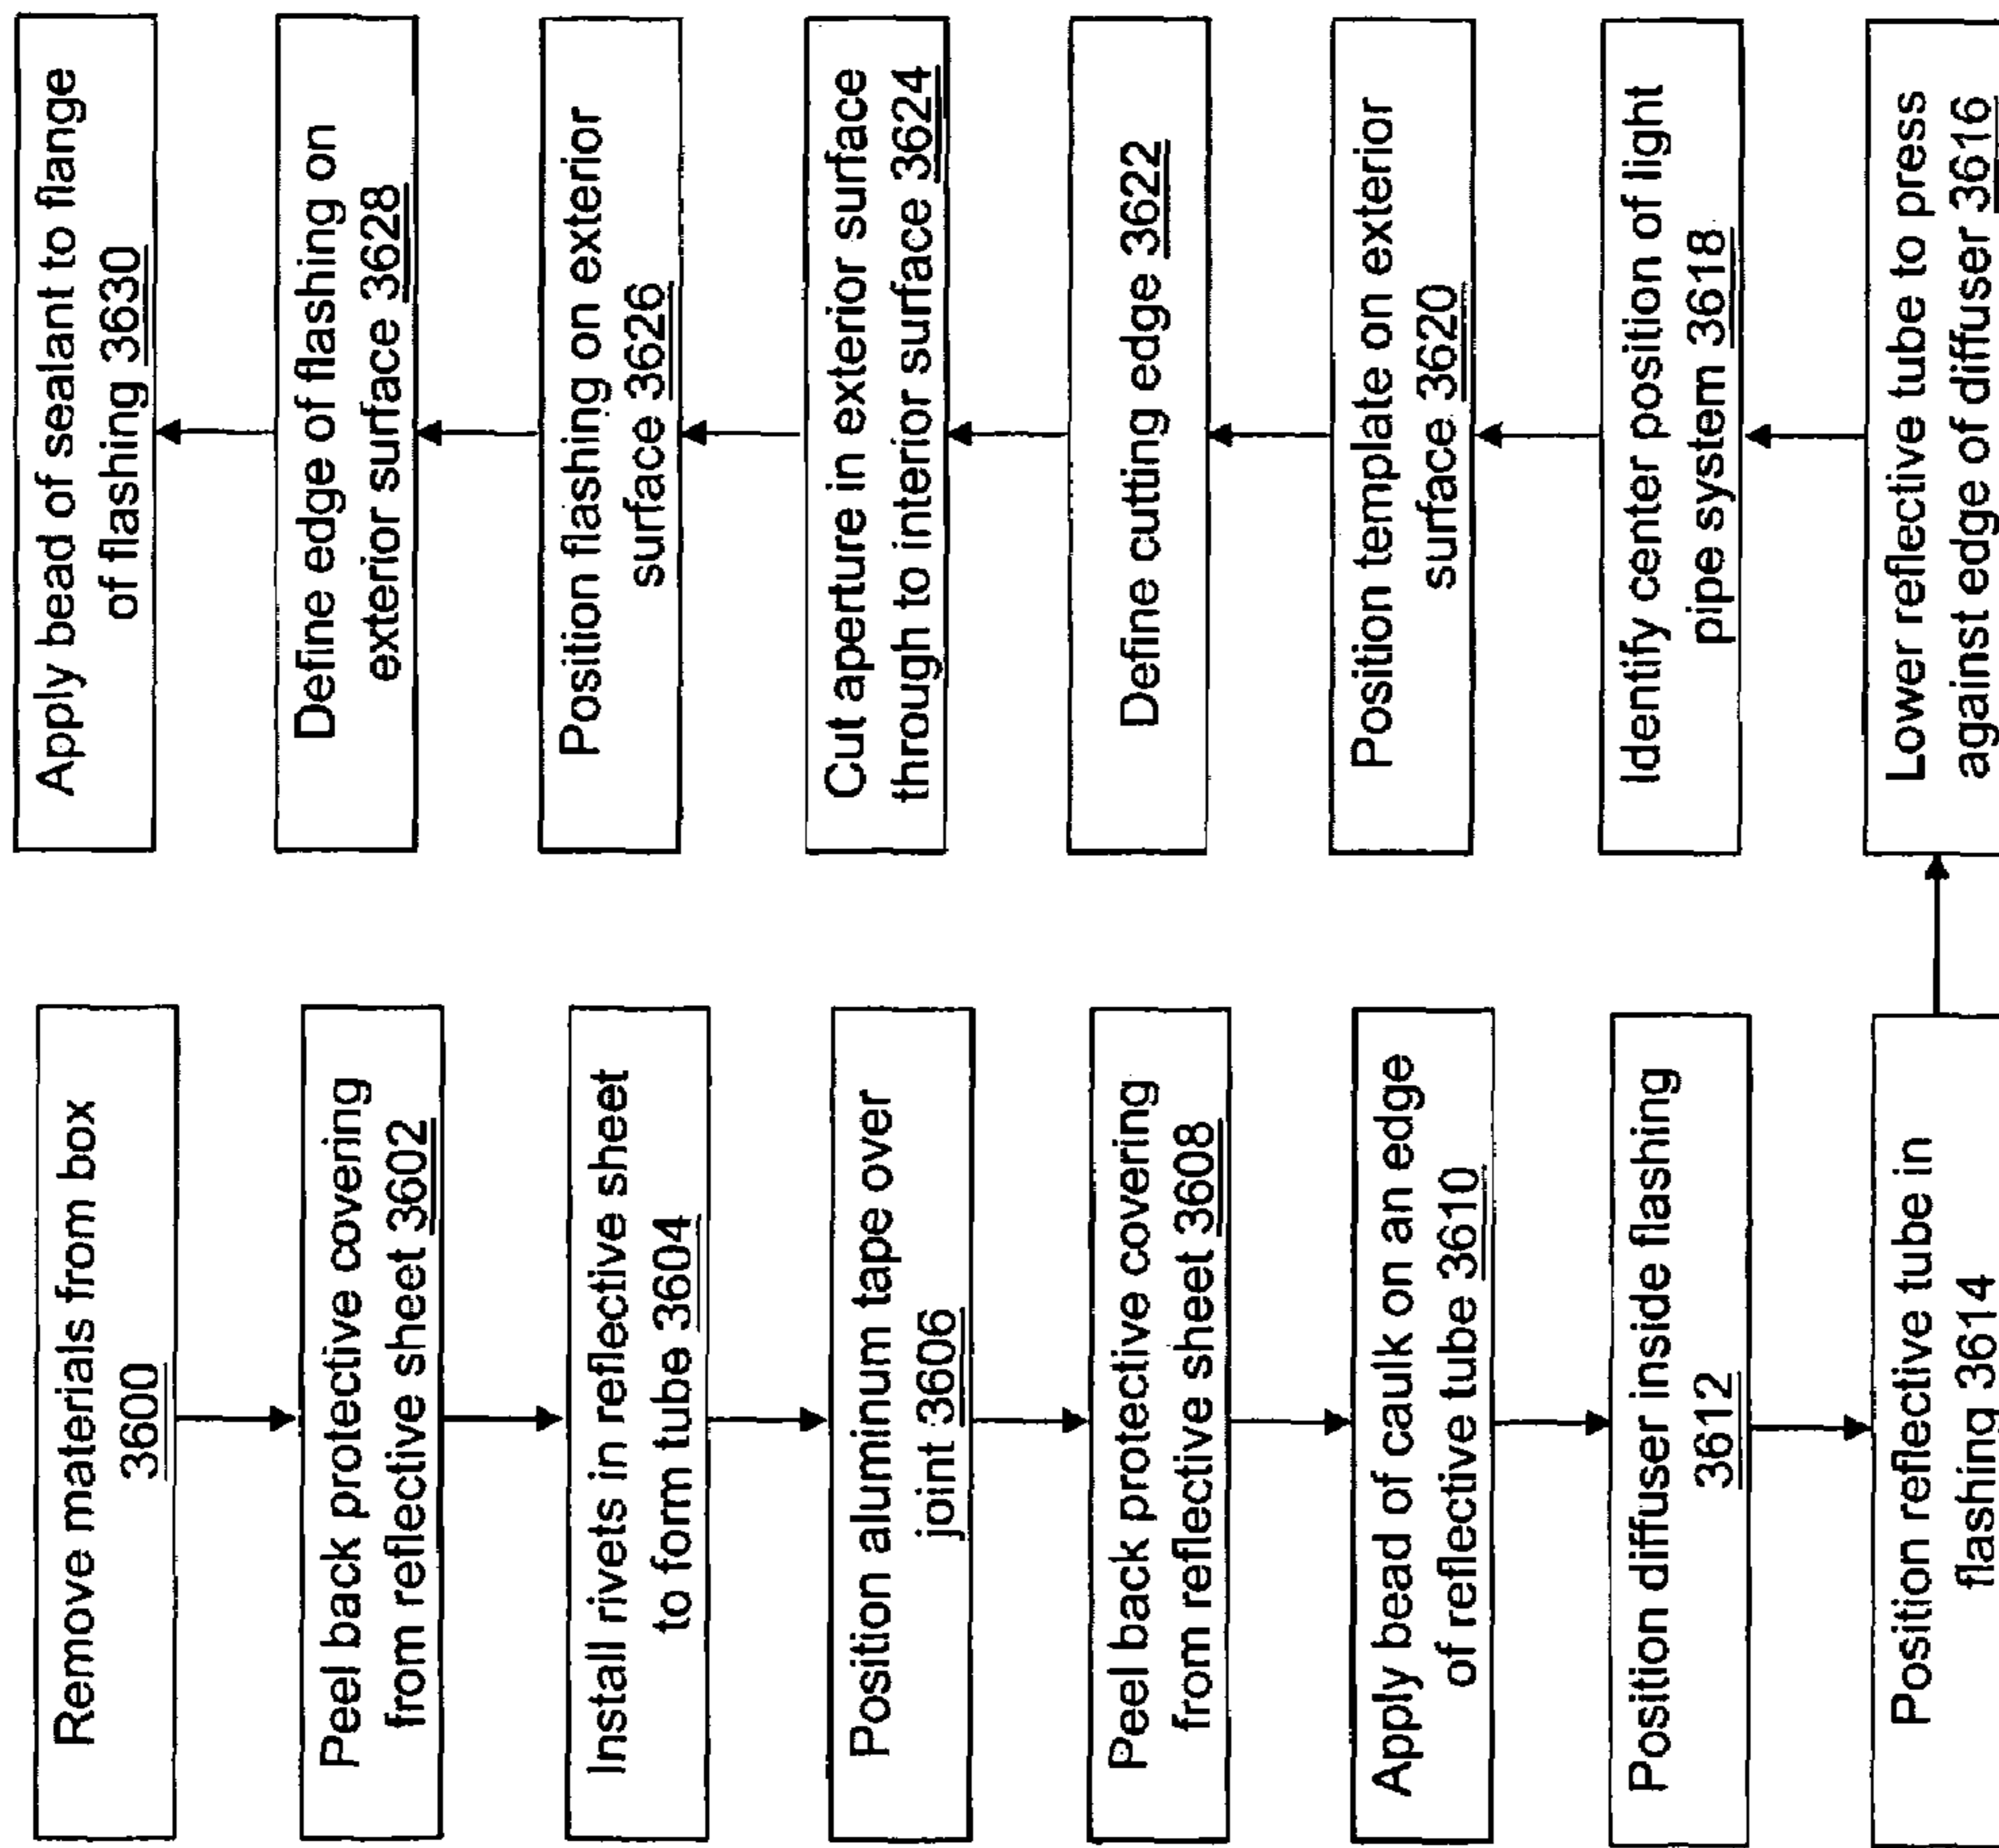 Remove materials from box
3600
Peel back protective covering
from reflective sheet 3602
Install rivets in reflective sheet
to form tube 3604
Position aluminum tape over
joint 3606
Peel back protective covering
from reflective sheet 3608
Apply bead of caulk on an edge
of reflective tube 3610
Position diffuser inside flashing
3612
Position reflective tube in
flashing 3614
Lower reflective tube to press
against edge of diffuser 3616
Identify center position of light
pipe system 3618
Position template on exterior
surface 3620
Define cutting edge 3622
Cut aperture in exterior surface
through to interior surface 3624
Position flashing on exterior
surface 3626
Define edge of flashing on
exterior surface 3628
Apply bead of sealant to flange
of flashing 3630